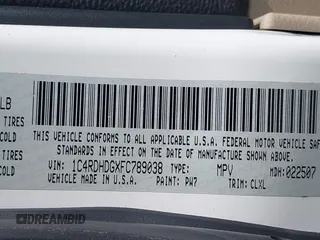 LB
TIRES
COLD
TIRES
COLD
THIS VEHICLE CONFORMS TO ALL APPLICABLE U.S.A. FEDERAL MOTOR VEHICLE SAF
STANDARDS IN EFFECT ON THE DATE OF MANUFACTURE SHOWN ABOVE.
VIN: 1C4RDHDGXFC789038 TYPE: MPV MDH: 022507
VEHICLE MADE IN U.S.A. PAINT: PW7 TRIM: CLXL
DREAMBID